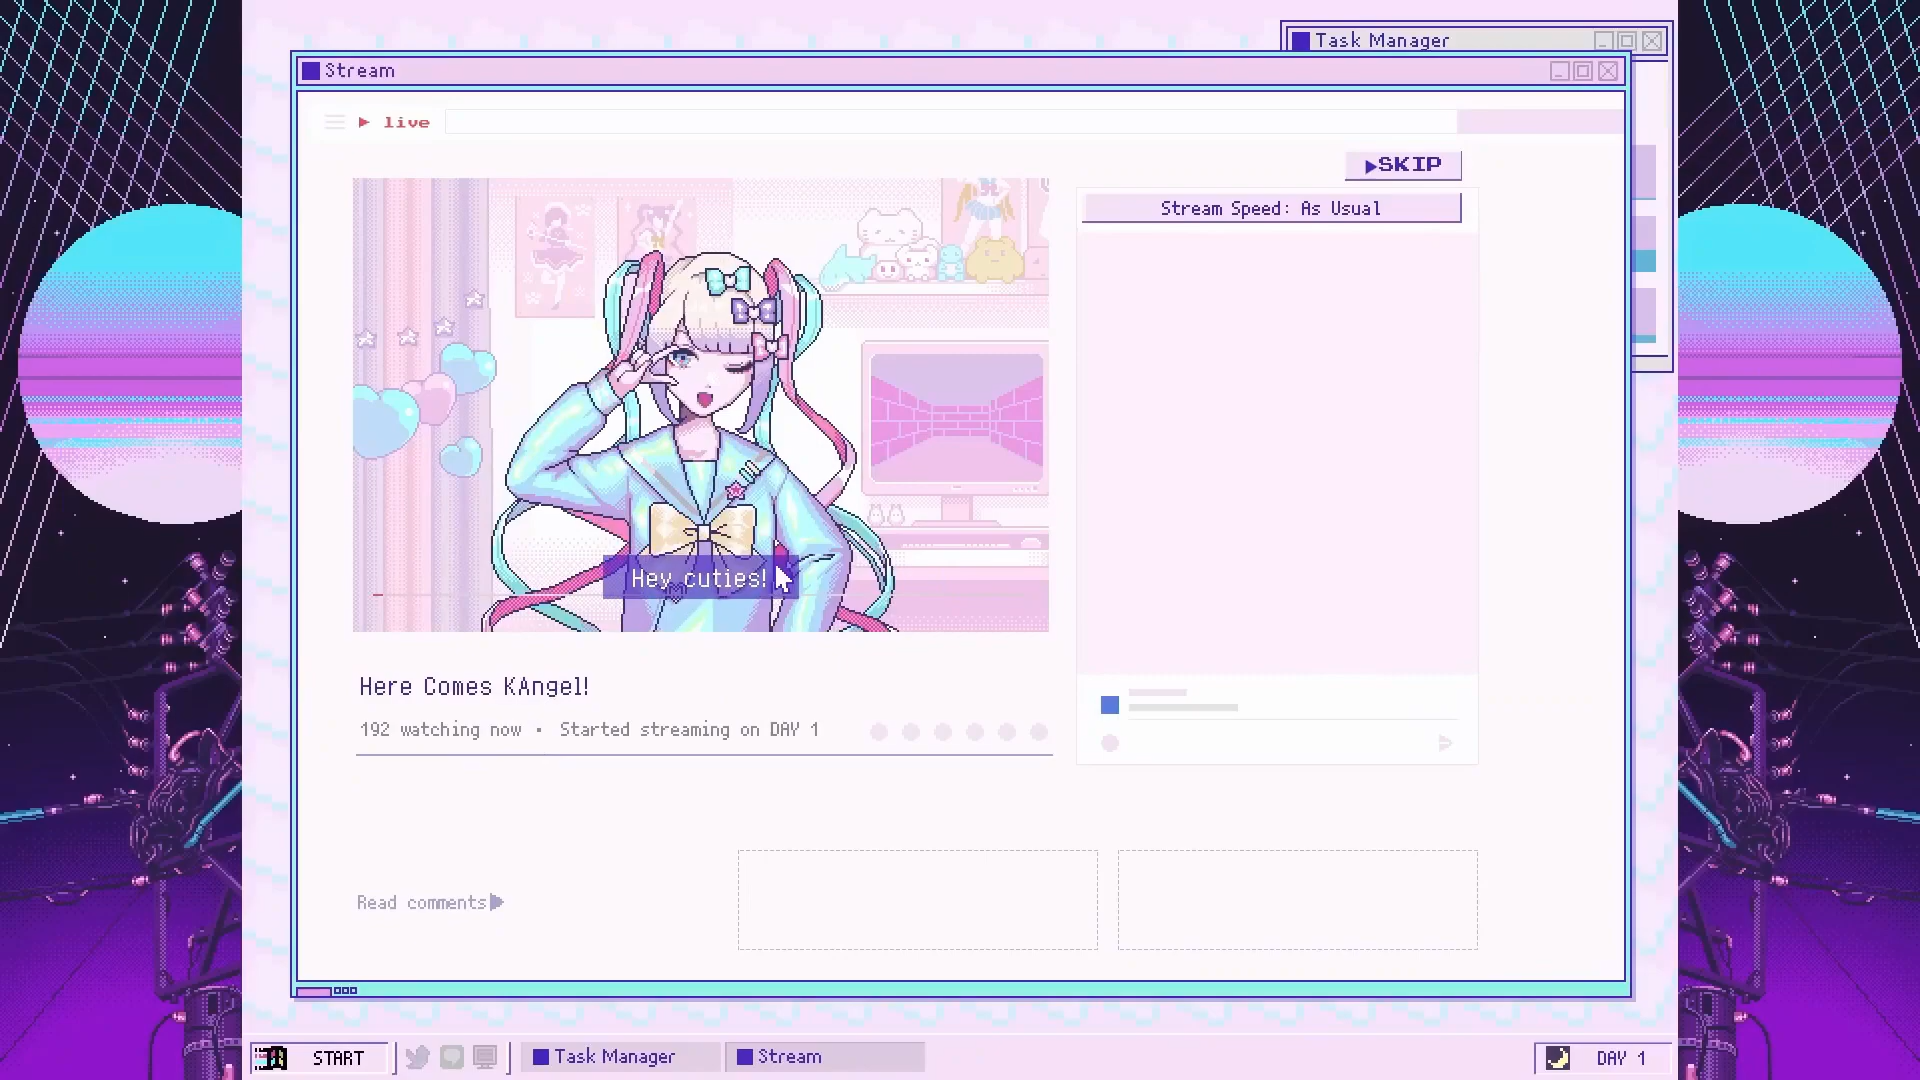 Task Manager
Stream
live
▶SKIP
Stream Speed: As Usual
Hey cuties!
Here Comes KAngel!
192 watching now • Started streaming on DAY 1
Read comments▶
START
Task Manager
Stream
DAY 1